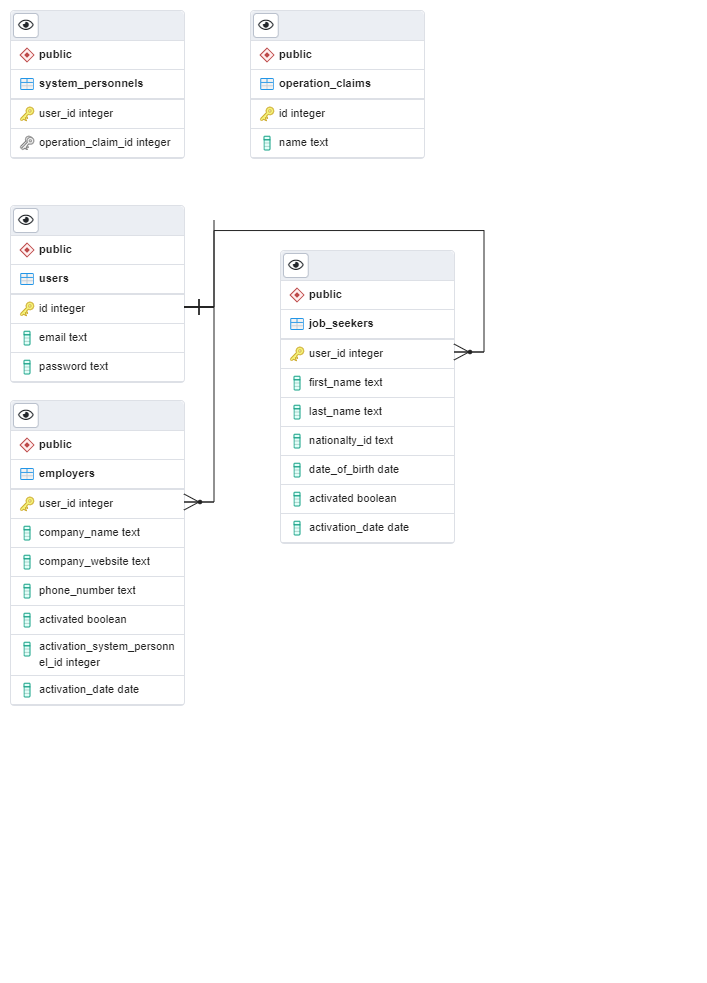 public
system_personnels
user_id integer
operation_claim_id integer
public
operation_claims
id integer
name text
public
users
id integer
email text
password text
public
job_seekers
user_id integer
first_name text
last_name text
nationalty_id text
date_of_birth date
activated boolean
activation_date date
public
employers
user_id integer
company_name text
company_website text
phone_number text
activated boolean
activation_system_personn
el_id integer
activation_date date